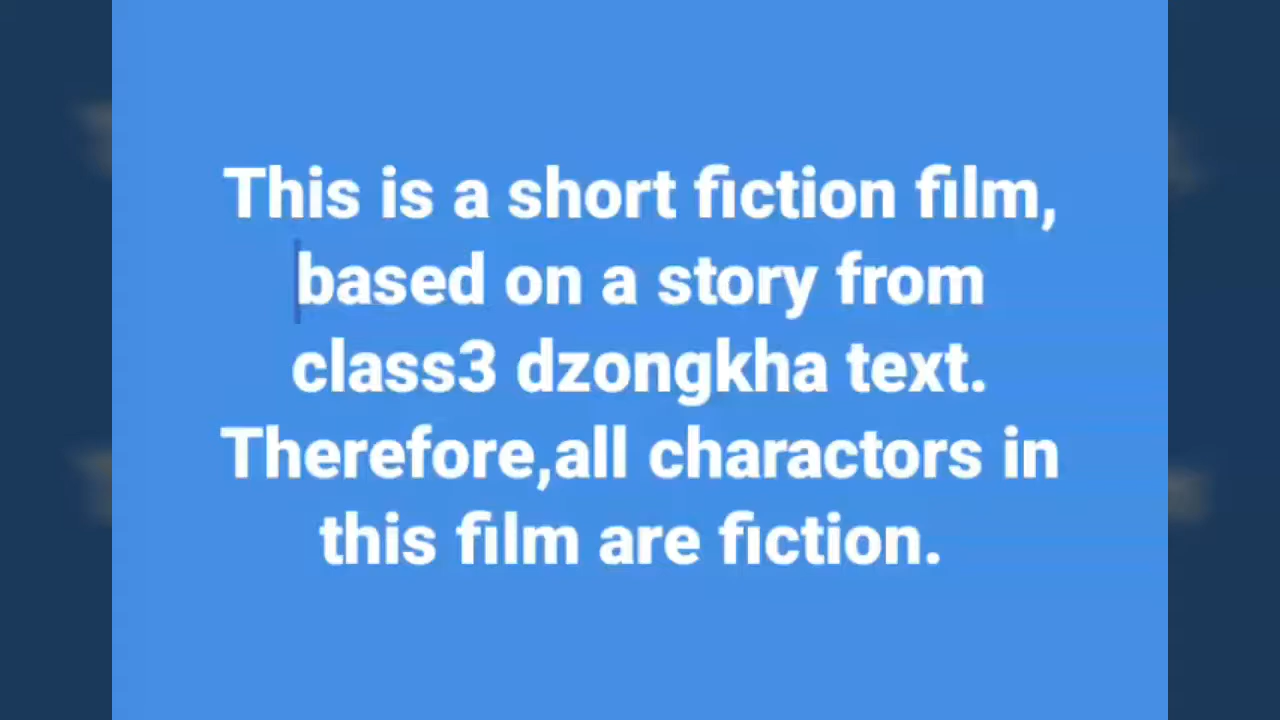 This is a short fiction film,
based on a story from
class3 dzongkha text.
Therefore,all charactors in
this film are fiction.